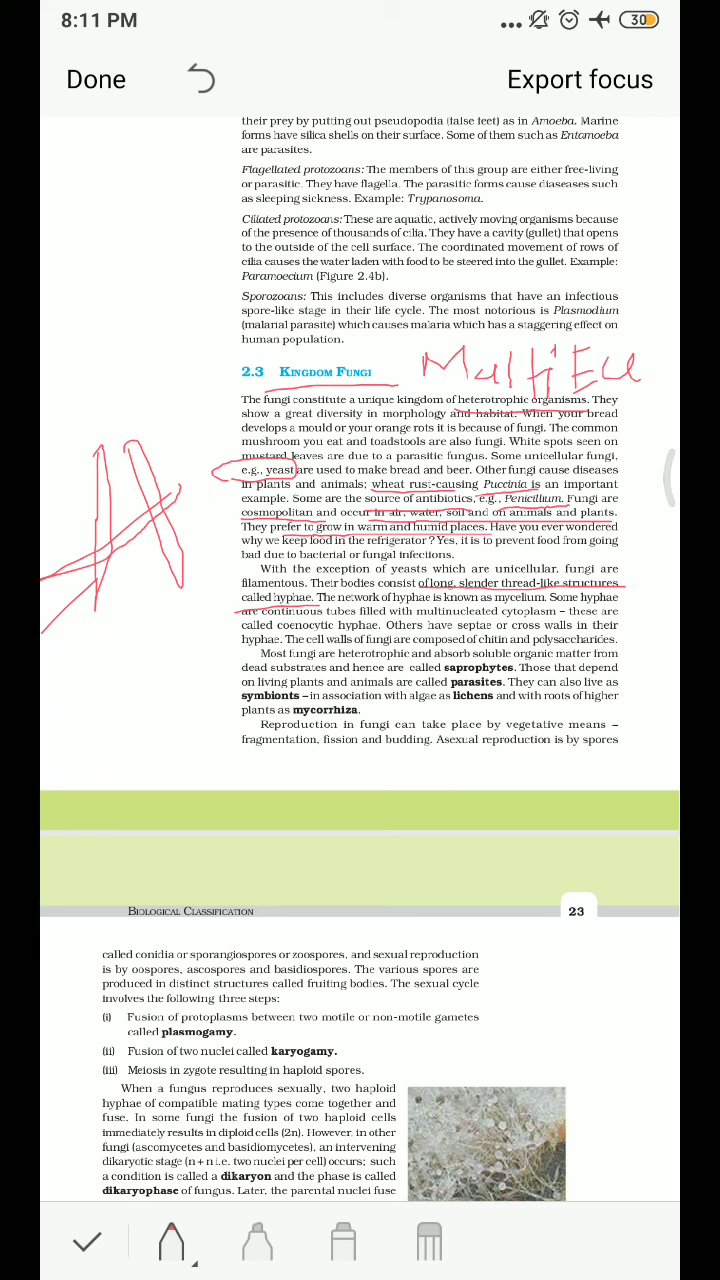 8:11 PM
30
Done
Export focus
their prey by putting out pseudopodia (false feet) as in Amoeba. Marine
forms have silica shells on their surface. Some of them such as Entamoeba
are parasites.
Flagellated protozoans: The members of this group are either free-living
or parasitic. They have flagella. The parasitic forms cause diaseases such
as sleeping sickness. Example: Trypanosoma.
Ciliated protozoans: These are aquatic, actively moving organisms because
of the presence of thousands of cilia. They have a cavity (gullet) that opens
to the outside of the cell surface. The coordinated movement of rows of
cilia causes the water laden with food to be steered into the gullet. Example:
Paramoecium (Figure 2.4b).
Sporozoans: This includes diverse organisms that have an infectious
spore-like stage in their life cycle. The most notorious is Plasmodium
(malarial parasite) which causes malaria which has a staggering effect on
human population.
2.3 KINGDOM FUNGI
The fungi constitute a unique kingdom of heterotrophic organisms. They
show a great diversity in morphology and habitat. When your bread
develops a mould or your orange rots it is because of fungi. The common
mushroom you eat and toadstools are also fungi. White spots seen on
mustard leaves are due to a parasitic fungus. Some unicellular fungi,
e.g., yeast are used to make bread and beer. Other fungi cause diseases
in plants and animals; wheat rust-causing Puccinia is an important
example. Some are the source of antibiotics, e.g., Penicillium. Fungi are
cosmopolitan and occur in air, water, soil and on animals and plants.
They prefer to grow in warm and humid places. Have you ever wondered
why we keep food in the refrigerator ? Yes, it is to prevent food from going
bad due to bacterial or fungal infections.
With the exception of yeasts which are unicellular, fungi are
filamentous. Their bodies consist of long, slender thread-like structures
called hyphae. The network of hyphae is known as mycelium. Some hyphae
are continuous tubes filled with multinucleated cytoplasm – these are
called coenocytic hyphae. Others have septae or cross walls in their
hyphae. The cell walls of fungi are composed of chitin and polysaccharides.
Most fungi are heterotrophic and absorb soluble organic matter from
dead substrates and hence are called saprophytes. Those that depend
on living plants and animals are called parasites. They can also live as
symbionts – in association with algae as lichens and with roots of higher
plants as mycorrhiza.
Reproduction in fungi can take place by vegetative means –
fragmentation, fission and budding. Asexual reproduction is by spores
BIOLOGICAL CLASSIFICATION
23
called conidia or sporangiospores or zoospores, and sexual reproduction
is by oospores, ascospores and basidiospores. The various spores are
produced in distinct structures called fruiting bodies. The sexual cycle
involves the following three steps:
(i) Fusion of protoplasms between two motile or non-motile gametes
called plasmogamy.
(ii) Fusion of two nuclei called karyogamy.
(iii) Meiosis in zygote resulting in haploid spores.
When a fungus reproduces sexually, two haploid
hyphae of compatible mating types come together and
fuse. In some fungi the fusion of two haploid cells
immediately results in diploid cells (2n). However, in other
fungi (ascomycetes and basidiomycetes), an intervening
dikaryotic stage (n + n i.e. two nuclei per cell) occurs; such
a condition is called a dikaryon and the phase is called
dikaryophase of fungus. Later, the parental nuclei fuse